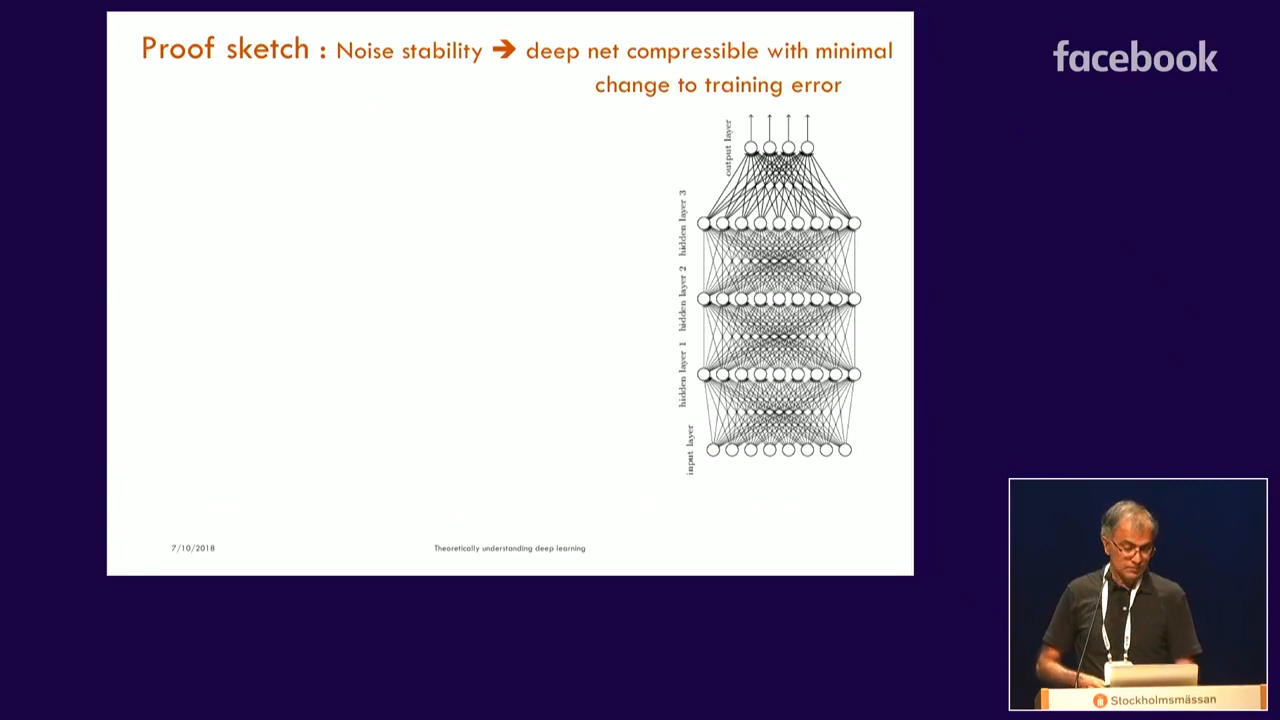 Proof sketch : Noise stability ➔ deep net compressible with minimal
change to training error
facebook
output layer
hidden layer 3
hidden layer 2
hidden layer 1
input layer
7/10/2018
Theoretically understanding deep learning
Stockholmsmässan